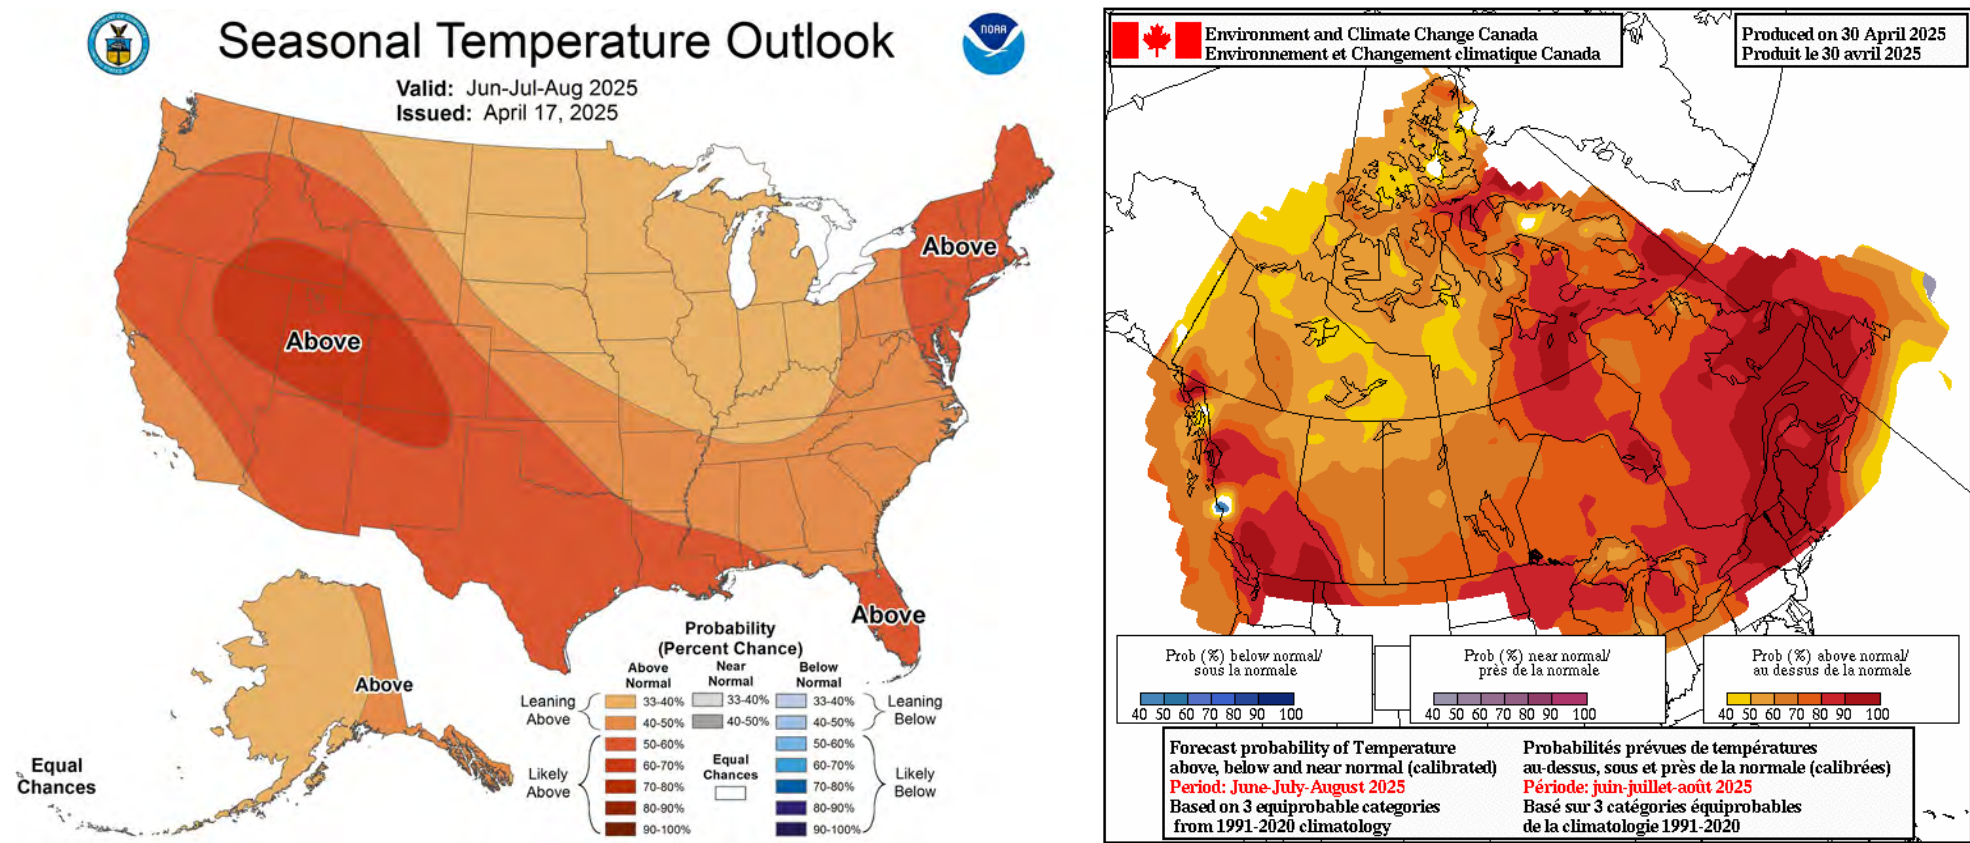 NOAA
Seasonal Temperature Outlook
Valid: Jun-Jul-Aug 2025
Issued: April 17, 2025
Above
Above
Above
Above
Equal
Chances
Probability
(Percent Chance)
Above
Normal
Near
Normal
Below
Normal
Leaning
Above
33-40%
33-40%
33-40%
Leaning
Below
40-50%
40-50%
40-50%
Likely
Above
50-60%
Equal
Chances
50-60%
Likely
Below
60-70%
60-70%
70-80%
70-80%
80-90%
80-90%
90-100%
90-100%
Environment and Climate Change Canada
Environnement et Changement climatique Canada
Produced on 30 April 2025
Produit le 30 avril 2025
Prob (%) below normal/
sous la normale
40 50 60 70 80 90 100
Prob (%) near normal/
près de la normale
40 50 60 70 80 90 100
Prob (%) above normal/
au dessus de la normale
40 50 60 70 80 90 100
Forecast probability of Temperature
above, below and near normal (calibrated)
Period: June-July-August 2025
Based on 3 equiprobable categories
from 1991-2020 climatology
Probabilités prévues de températures
au-dessus, sous et près de la normale (calibrées)
Période: juin-juillet-août 2025
Basé sur 3 catégories équiprobables
de la climatologie 1991-2020